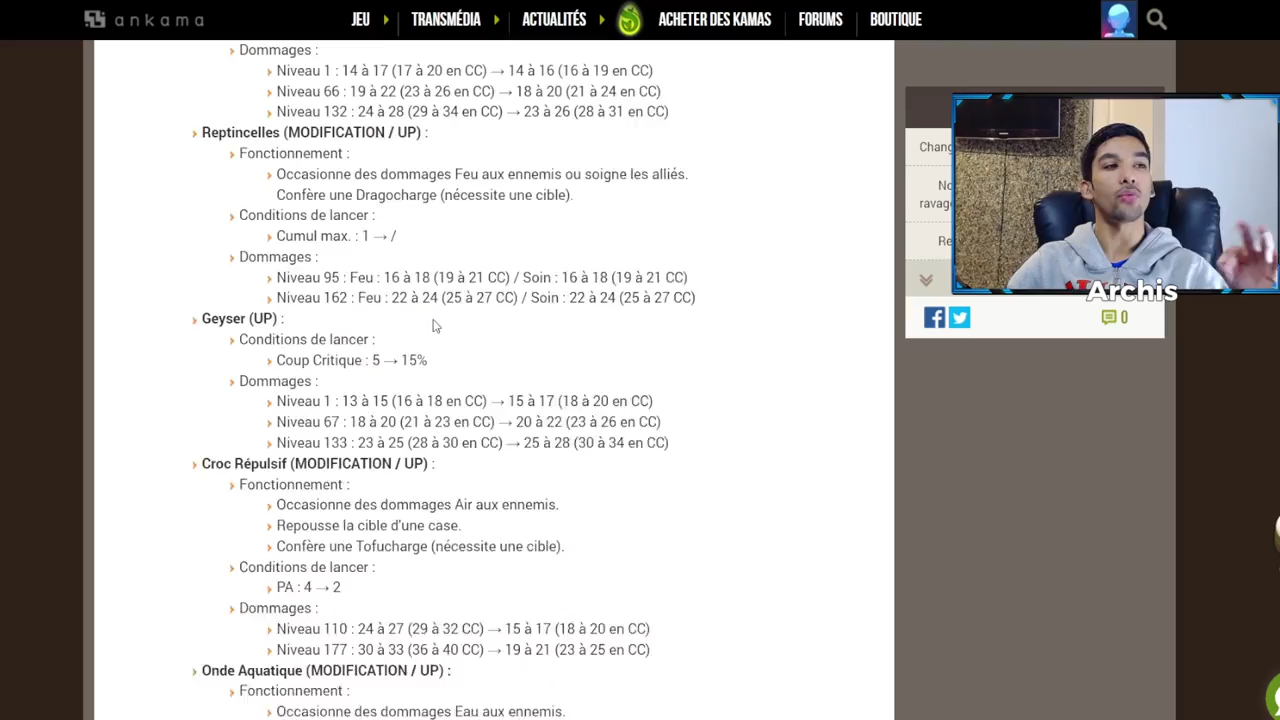 ankama
JEU
TRANSMÉDIA
ACTUALITÉS
ACHETER DES KAMAS
FORUMS
BOUTIQUE
Dommages :
Niveau 1 : 14 à 17 (17 à 20 en CC) → 14 à 16 (16 à 19 en CC)
Niveau 66 : 19 à 22 (23 à 26 en CC) → 18 à 20 (21 à 24 en CC)
Niveau 132 : 24 à 28 (29 à 34 en CC) → 23 à 26 (28 à 31 en CC)
Reptincelles (MODIFICATION / UP) :
Fonctionnement :
Occasionne des dommages Feu aux ennemis ou soigne les alliés.
Confère une Dragocharge (nécessite une cible).
Conditions de lancer :
Cumul max. : 1 → /
Dommages :
Niveau 95 : Feu : 16 à 18 (19 à 21 CC) / Soin : 16 à 18 (19 à 21 CC)
Niveau 162 : Feu : 22 à 24 (25 à 27 CC) / Soin : 22 à 24 (25 à 27 CC)
Geyser (UP) :
Conditions de lancer :
Coup Critique : 5 → 15%
Dommages :
Niveau 1 : 13 à 15 (16 à 18 en CC) → 15 à 17 (18 à 20 en CC)
Niveau 67 : 18 à 20 (21 à 23 en CC) → 20 à 22 (23 à 26 en CC)
Niveau 133 : 23 à 25 (28 à 30 en CC) → 25 à 28 (30 à 34 en CC)
Croc Répulsif (MODIFICATION / UP) :
Fonctionnement :
Occasionne des dommages Air aux ennemis.
Repousse la cible d'une case.
Confère une Tofucharge (nécessite une cible).
Conditions de lancer :
PA : 4 → 2
Dommages :
Niveau 110 : 24 à 27 (29 à 32 CC) → 15 à 17 (18 à 20 en CC)
Niveau 177 : 30 à 33 (36 à 40 CC) → 19 à 21 (23 à 25 en CC)
Onde Aquatique (MODIFICATION / UP) :
Fonctionnement :
Occasionne des dommages Eau aux ennemis.
Chang
No
ravag
Re
Archis
0